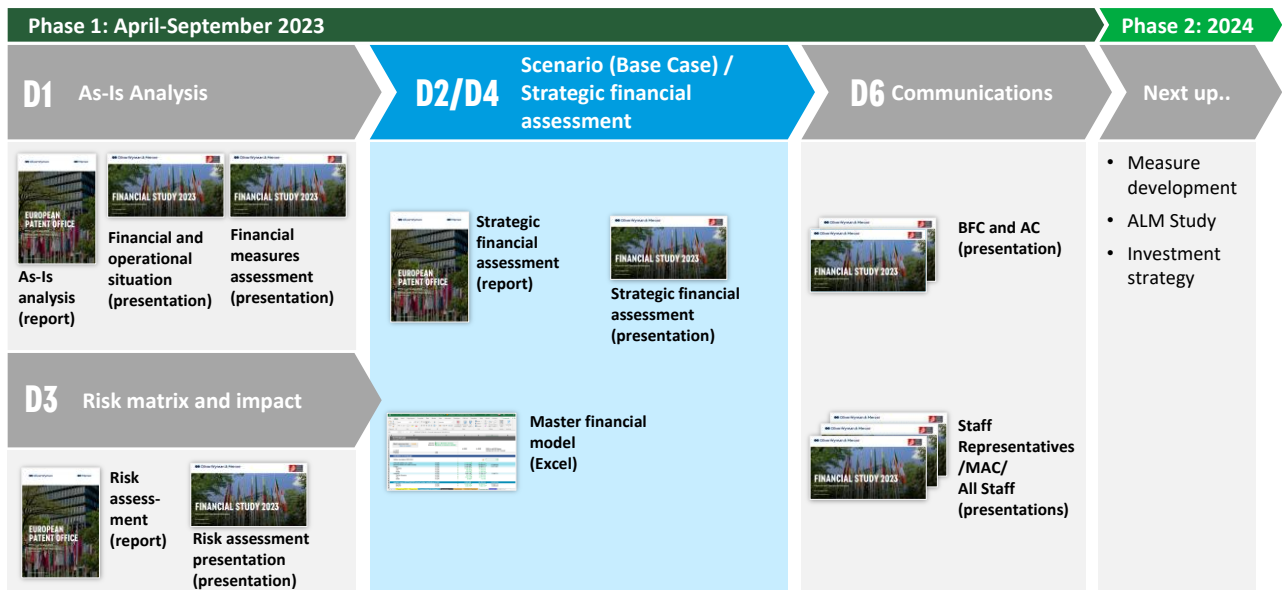 Phase 1: April-September 2023
Phase 2: 2024
D1
As-Is Analysis
D2/D4
Scenario (Base Case) /
Strategic financial
assessment
D6
Communications
Next up..
EUROPEAN
PATENT OFFICE
As-Is
analysis
(report)
FINANCIAL STUDY 2023
Financial and
operational
situation
(presentation)
FINANCIAL STUDY 2023
Financial
measures
assessment
(presentation)
D3
Risk matrix and impact
EUROPEAN
PATENT OFFICE
Risk
assess-
ment
(report)
FINANCIAL STUDY 2023
Risk assessment
presentation
(presentation)
EUROPEAN
PATENT OFFICE
Strategic
financial
assessment
(report)
FINANCIAL STUDY 2023
Strategic financial
assessment
(presentation)
Master financial
model
(Excel)
FINANCIAL STUDY 2023
BFC and AC
(presentation)
FINANCIAL STUDY 2023
Staff
Representatives
/MAC/
All Staff
(presentations)
• Measure
development
• ALM Study
• Investment
strategy